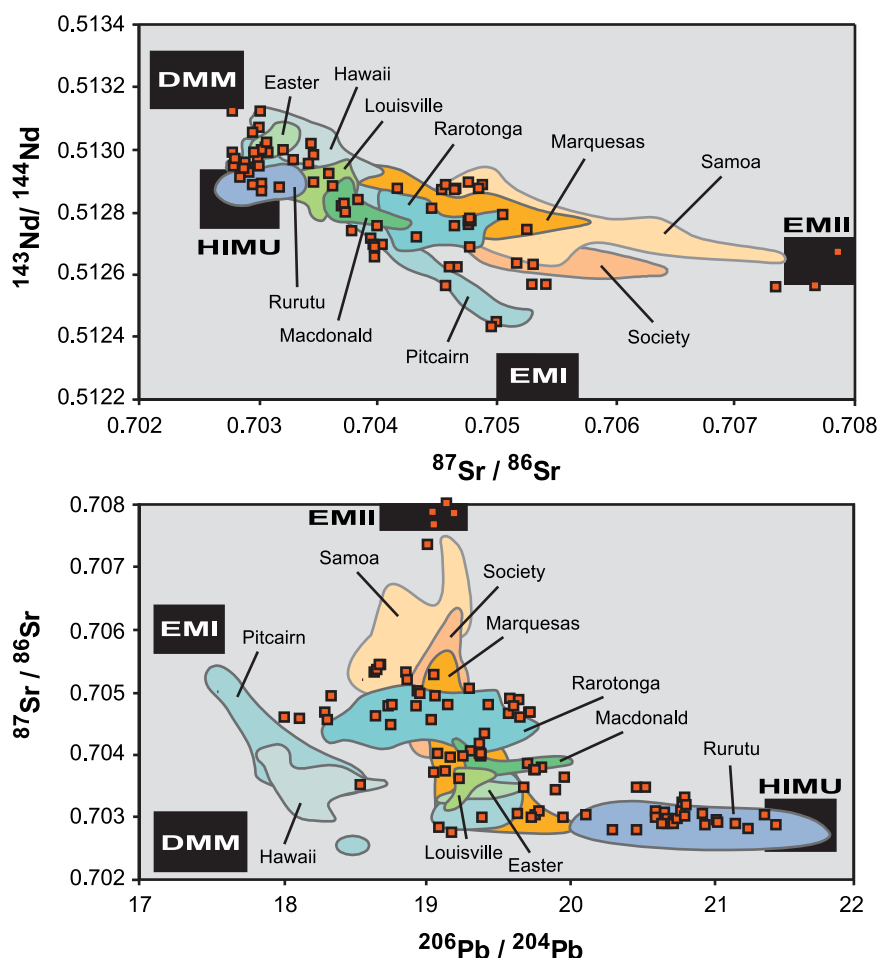 0.5134
DMM
Hawaii
Easter
Louisville
0.5132
Rarotonga
Marquesas
0.5130
Samoa
0.5128
EMII
HIMU
0.5126
Rurutu
Society
Macdonald
0.5124
Pitcairn
EMI
0.5122
143Nd/ 144Nd
0.702 0.703 0.704 0.705 0.706 0.707 0.708
87Sr / 86Sr
0.708
EMII
Samoa
Society
0.707
Marquesas
0.706
EMI
Pitcairn
Rarotonga
0.705
Macdonald
0.704
Rurutu
HIMU
0.703
DMM
Hawaii
Louisville
Easter
0.702
87Sr / 86Sr
17 18 19 20 21 22
206Pb / 204Pb